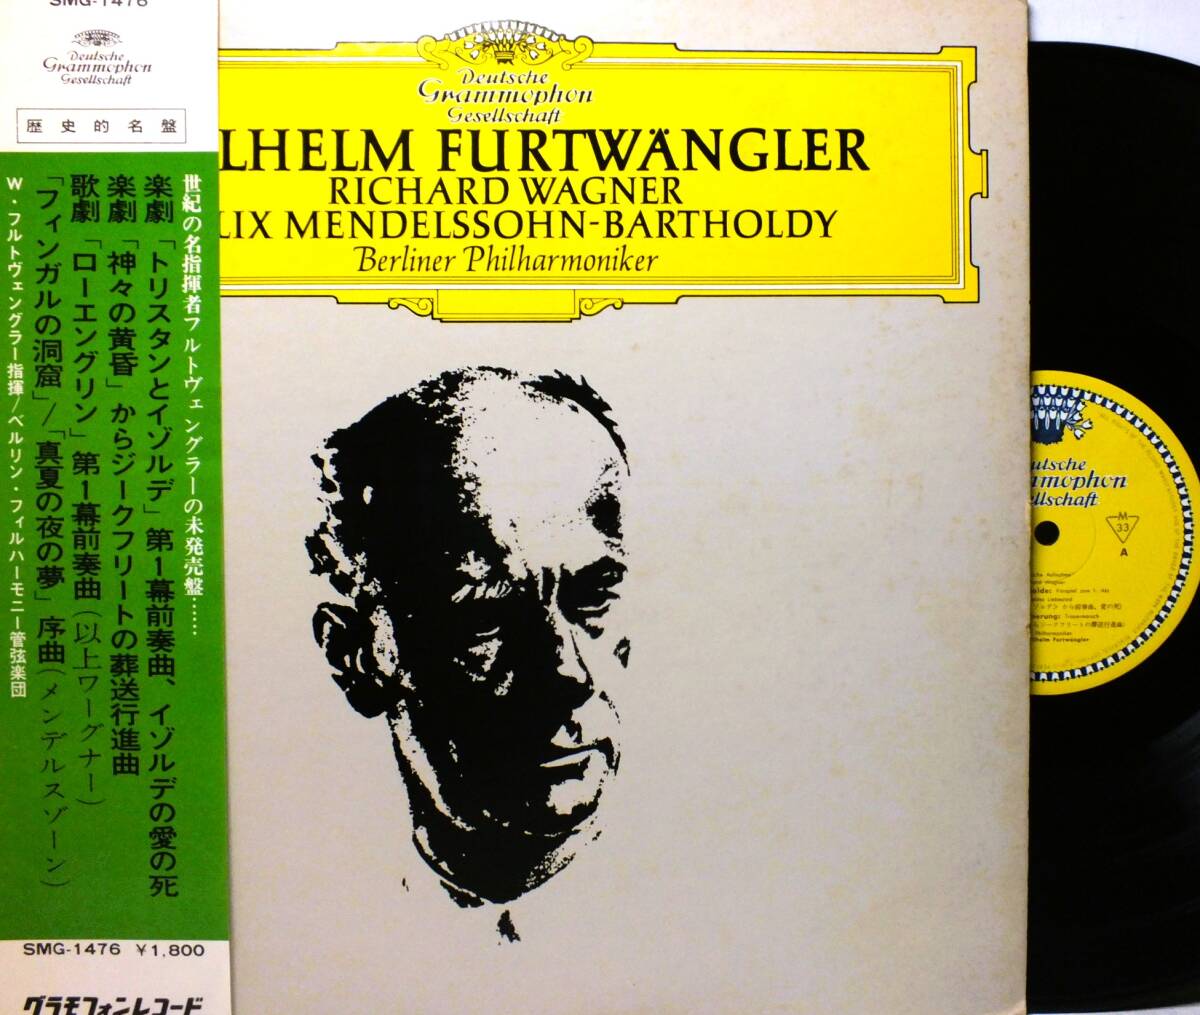 SMG-1476
Deutsche
Grammophon
Gesellschaft
歴史的名盤
世紀の名指揮者フルトヴェングラーの未発売盤……
楽劇「トリスタンとイゾルデ」第1幕前奏曲、イゾルデの愛の死
楽劇「神々の黄昏」からジークフリートの葬送行進曲
歌劇「ローエングリン」第1幕前奏曲(以上ワーグナー)
「フィンガルの洞窟」/「真夏の夜の夢」序曲(メンデルスゾーン)
W・フルトヴェングラー指揮/ベルリン・フィルハーモニー管弦楽団
SMG-1476 ¥1,800
グラモフォンレコード
Deutsche
Grammophon
Gesellschaft
LHELM FURTWÄNGLER
RICHARD WAGNER
LIX MENDELSSOHN-BARTHOLDY
Berliner Philharmoniker
utsche
mmophon
llschaft
M
33
A